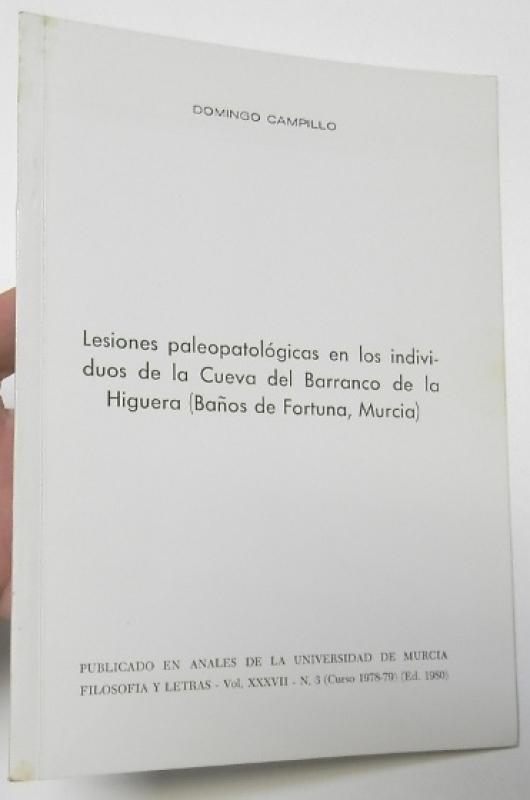 DOMINGO CAMPILLO
Lesiones paleopatológicas en los indivi-
duos de la Cueva del Barranco de la
Higuera (Baños de Fortuna, Murcia)
PUBLICADO EN ANALES DE LA UNIVERSIDAD DE MURCIA
FILOSOFIA Y LETRAS - Vol. XXXVII - N. 3 (Curso 1978-79) (Ed. 1980)